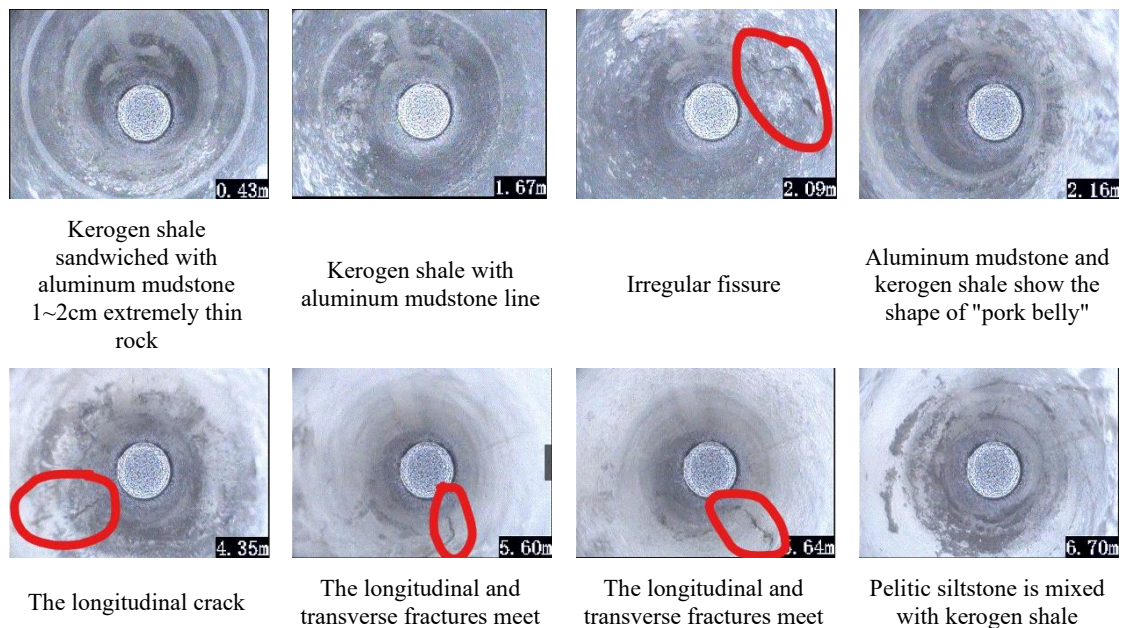 0.43m
1.67m
2.09m
2.16m
Kerogen shale
sandwiched with
aluminum mudstone
1~2cm extremely thin
rock
Kerogen shale with
aluminum mudstone line
Irregular fissure
Aluminum mudstone and
kerogen shale show the
shape of "pork belly"
4.35m
5.60m
.64m
6.70m
The longitudinal crack
The longitudinal and
transverse fractures meet
The longitudinal and
transverse fractures meet
Pelitic siltstone is mixed
with kerogen shale